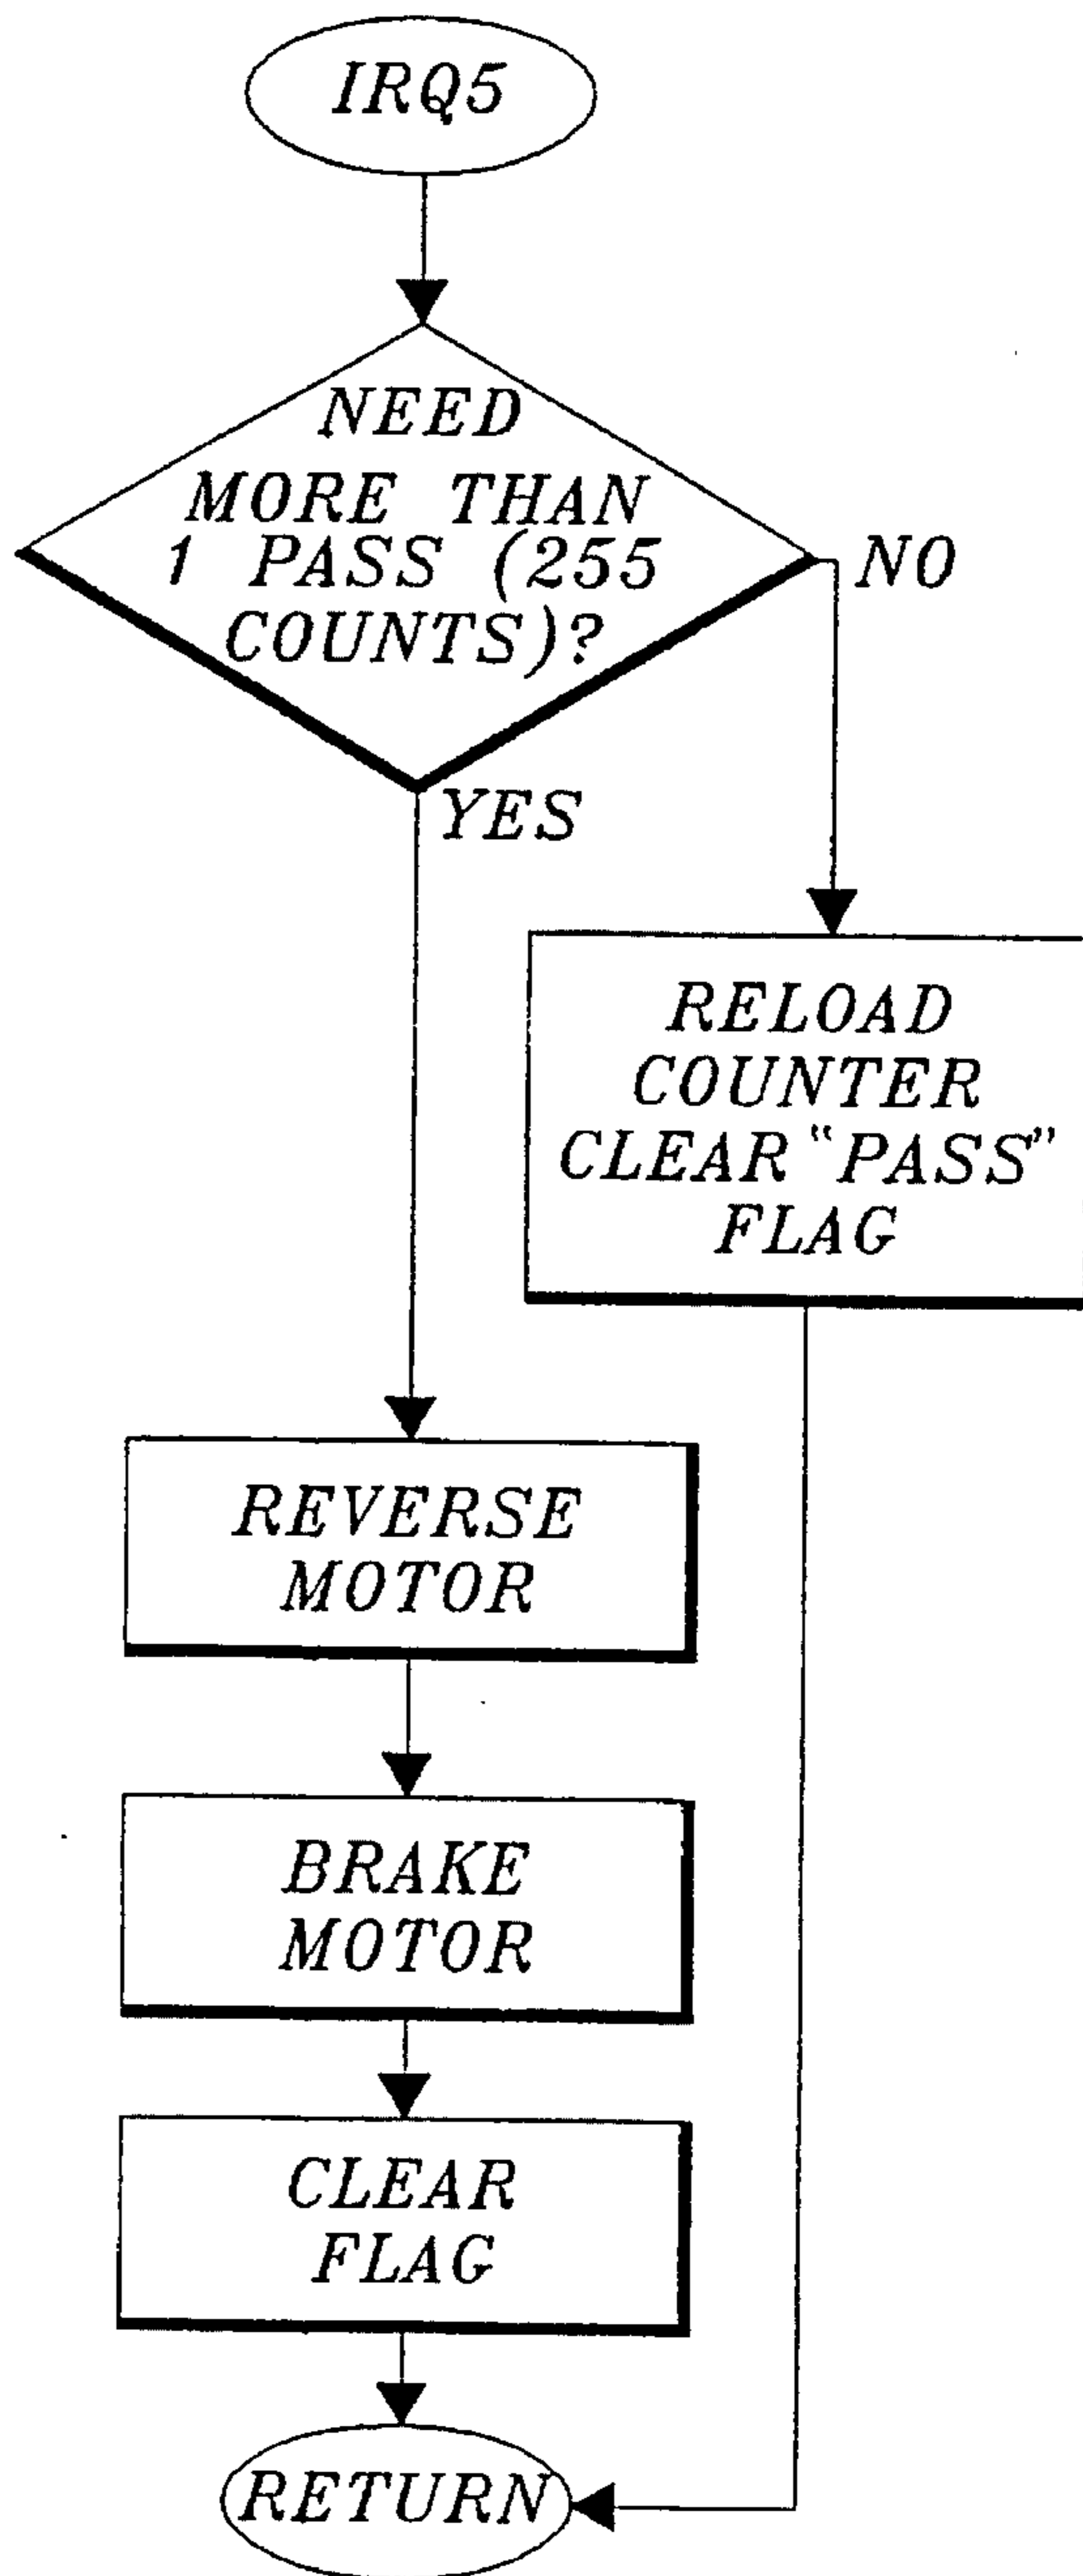 IRQ5
NEED
MORE THAN
1 PASS (255
COUNTS)?
NO
YES
RELOAD
COUNTER
CLEAR "PASS"
FLAG
REVERSE
MOTOR
BRAKE
MOTOR
CLEAR
FLAG
RETURN